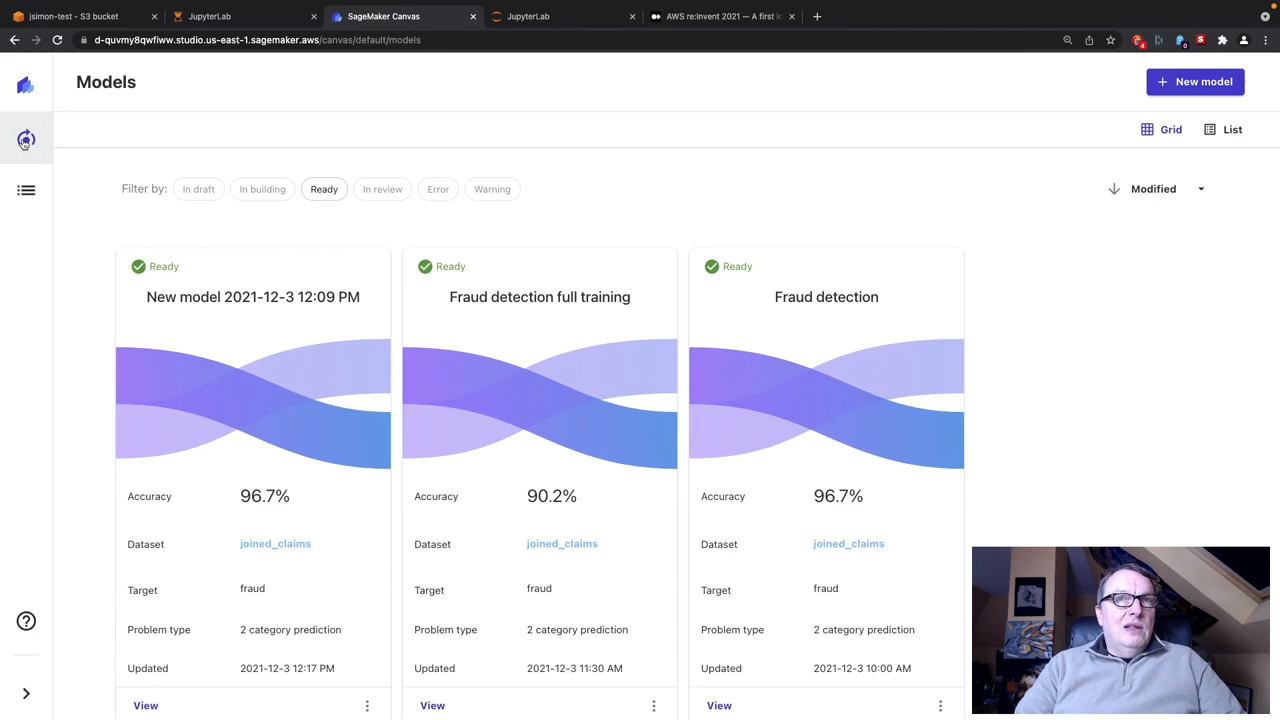 jsimon-test - S3 bucket
JupyterLab
SageMaker Canvas
JupyterLab
AWS re:Invent 2021 — A first lo
d-quvmy8qwfiww.studio.us-east-1.sagemaker.aws/canvas/default/models
4
0
S
Models
+ New model
Grid
List
Filter by:
In draft
In building
Ready
In review
Error
Warning
Modified
Ready
New model 2021-12-3 12:09 PM
Accuracy
96.7%
Dataset
joined_claims
Target
fraud
Problem type
2 category prediction
Updated
2021-12-3 12:17 PM
View
Ready
Fraud detection full training
Accuracy
90.2%
Dataset
joined_claims
Target
fraud
Problem type
2 category prediction
Updated
2021-12-3 11:30 AM
View
Ready
Fraud detection
Accuracy
96.7%
Dataset
joined_claims
Target
fraud
Problem type
2 category prediction
Updated
2021-12-3 10:00 AM
View